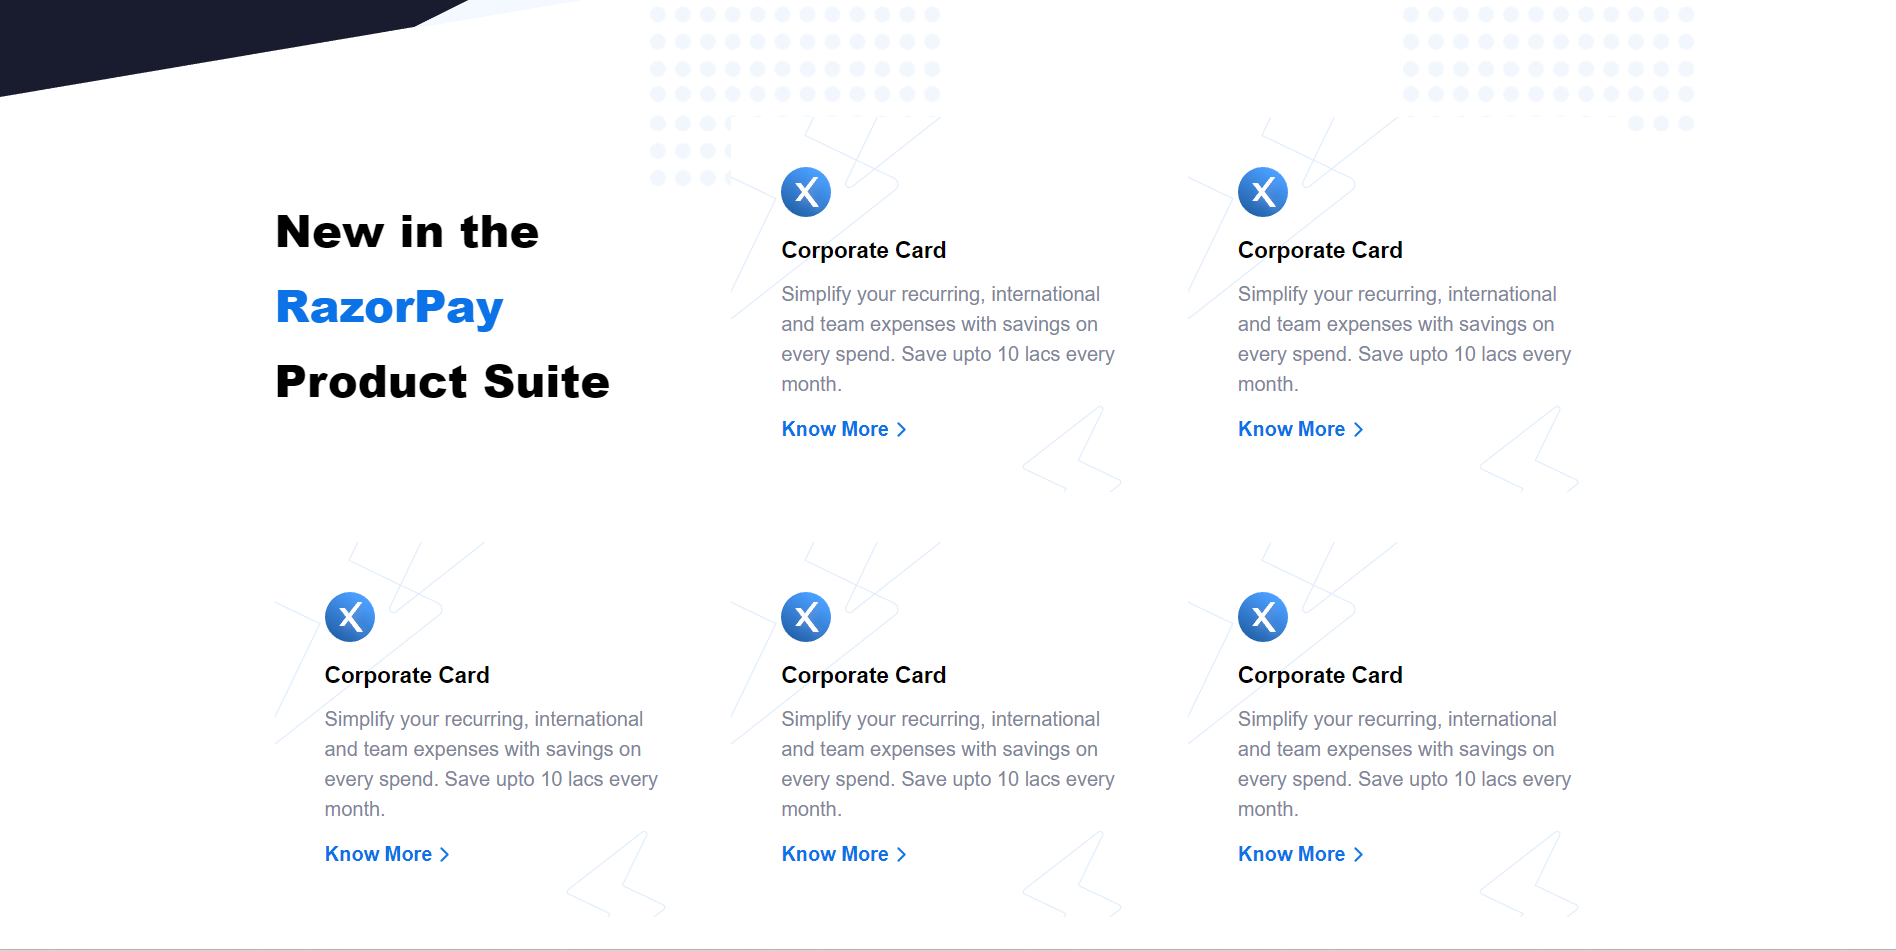 New in the
RazorPay
Product Suite
Corporate Card
Simplify your recurring, international
and team expenses with savings on
every spend. Save upto 10 lacs every
month.
Know More
Corporate Card
Simplify your recurring, international
and team expenses with savings on
every spend. Save upto 10 lacs every
month.
Know More
Corporate Card
Simplify your recurring, international
and team expenses with savings on
every spend. Save upto 10 lacs every
month.
Know More
Corporate Card
Simplify your recurring, international
and team expenses with savings on
every spend. Save upto 10 lacs every
month.
Know More
Corporate Card
Simplify your recurring, international
and team expenses with savings on
every spend. Save upto 10 lacs every
month.
Know More